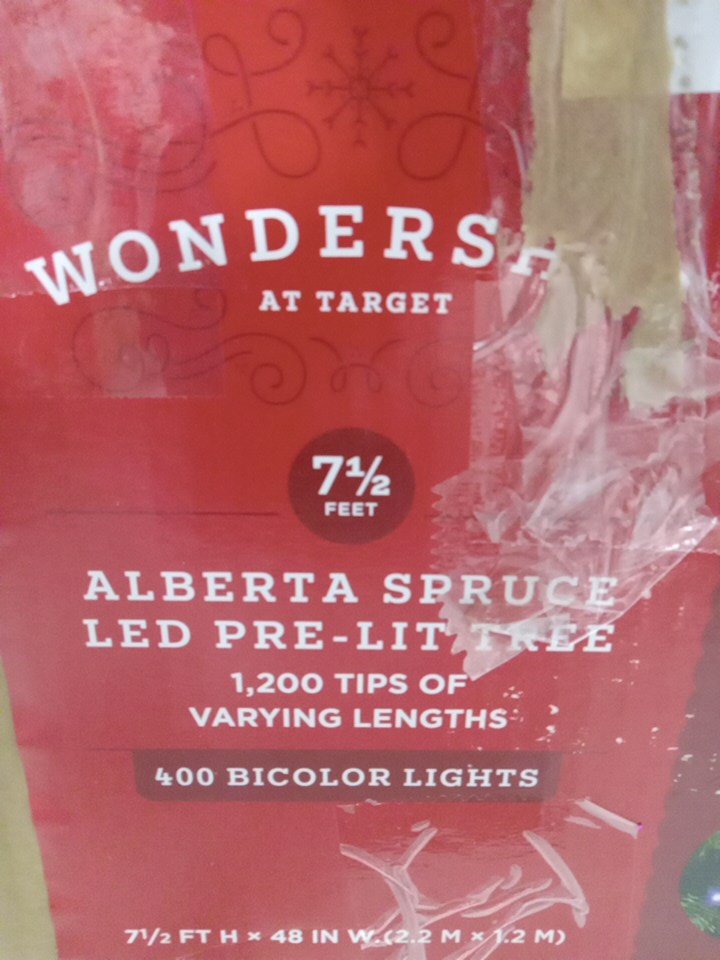 WONDERSH
AT TARGET
7½
FEET
ALBERTA SPRUCE
LED PRE-LIT TREE
1,200 TIPS OF
VARYING LENGTHS
400 BICOLOR LIGHTS
7½ FT H × 48 IN W (2.2 M × 1.2 M)